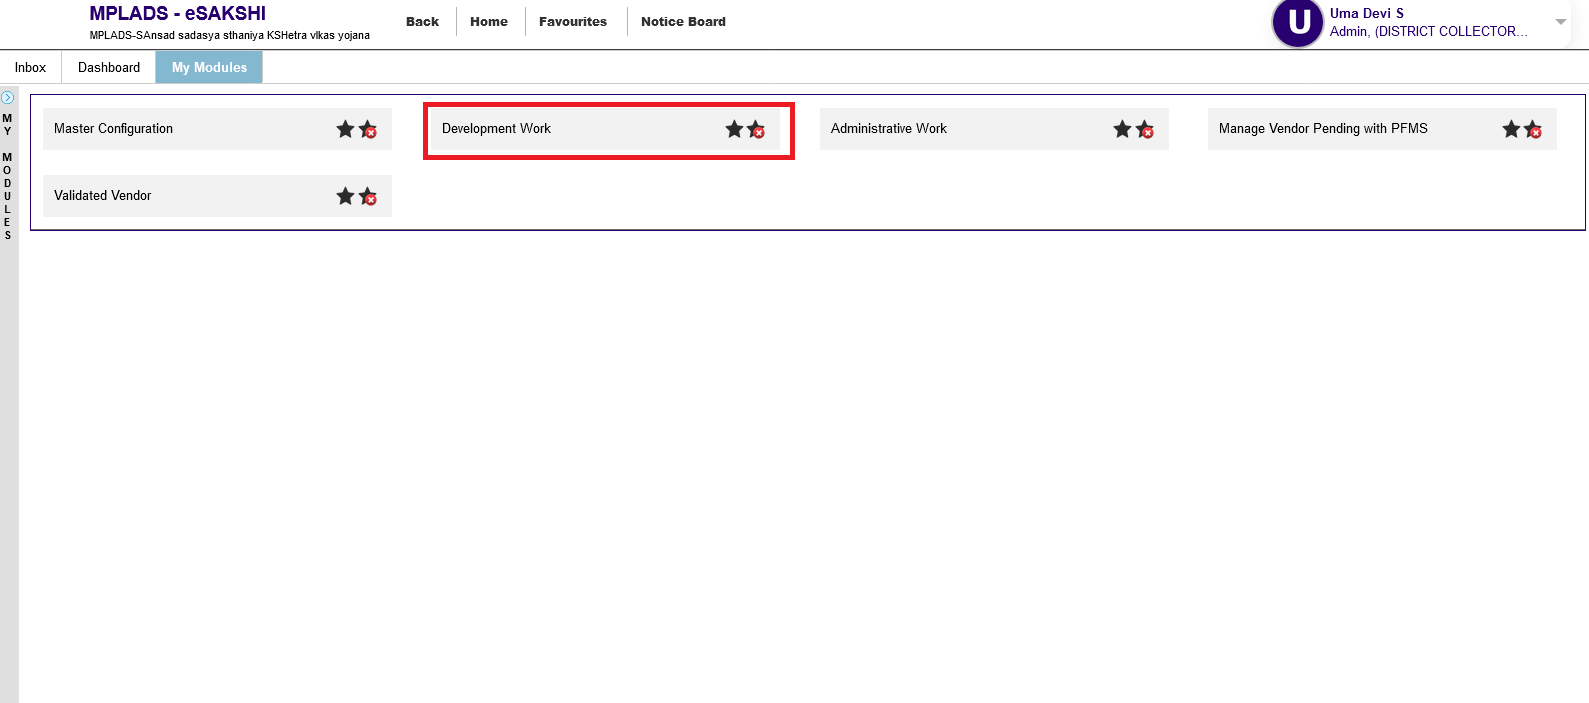 MPLADS - eSAKSHI
MPLADS-SAnsad sadasya sthaniya KSHetra vIkas yojana
Back
Home
Favourites
Notice Board
U
Uma Devi S
Admin, (DISTRICT COLLECTOR...
Inbox
Dashboard
My Modules
MY MODULES
Master Configuration
Development Work
Administrative Work
Manage Vendor Pending with PFMS
Validated Vendor